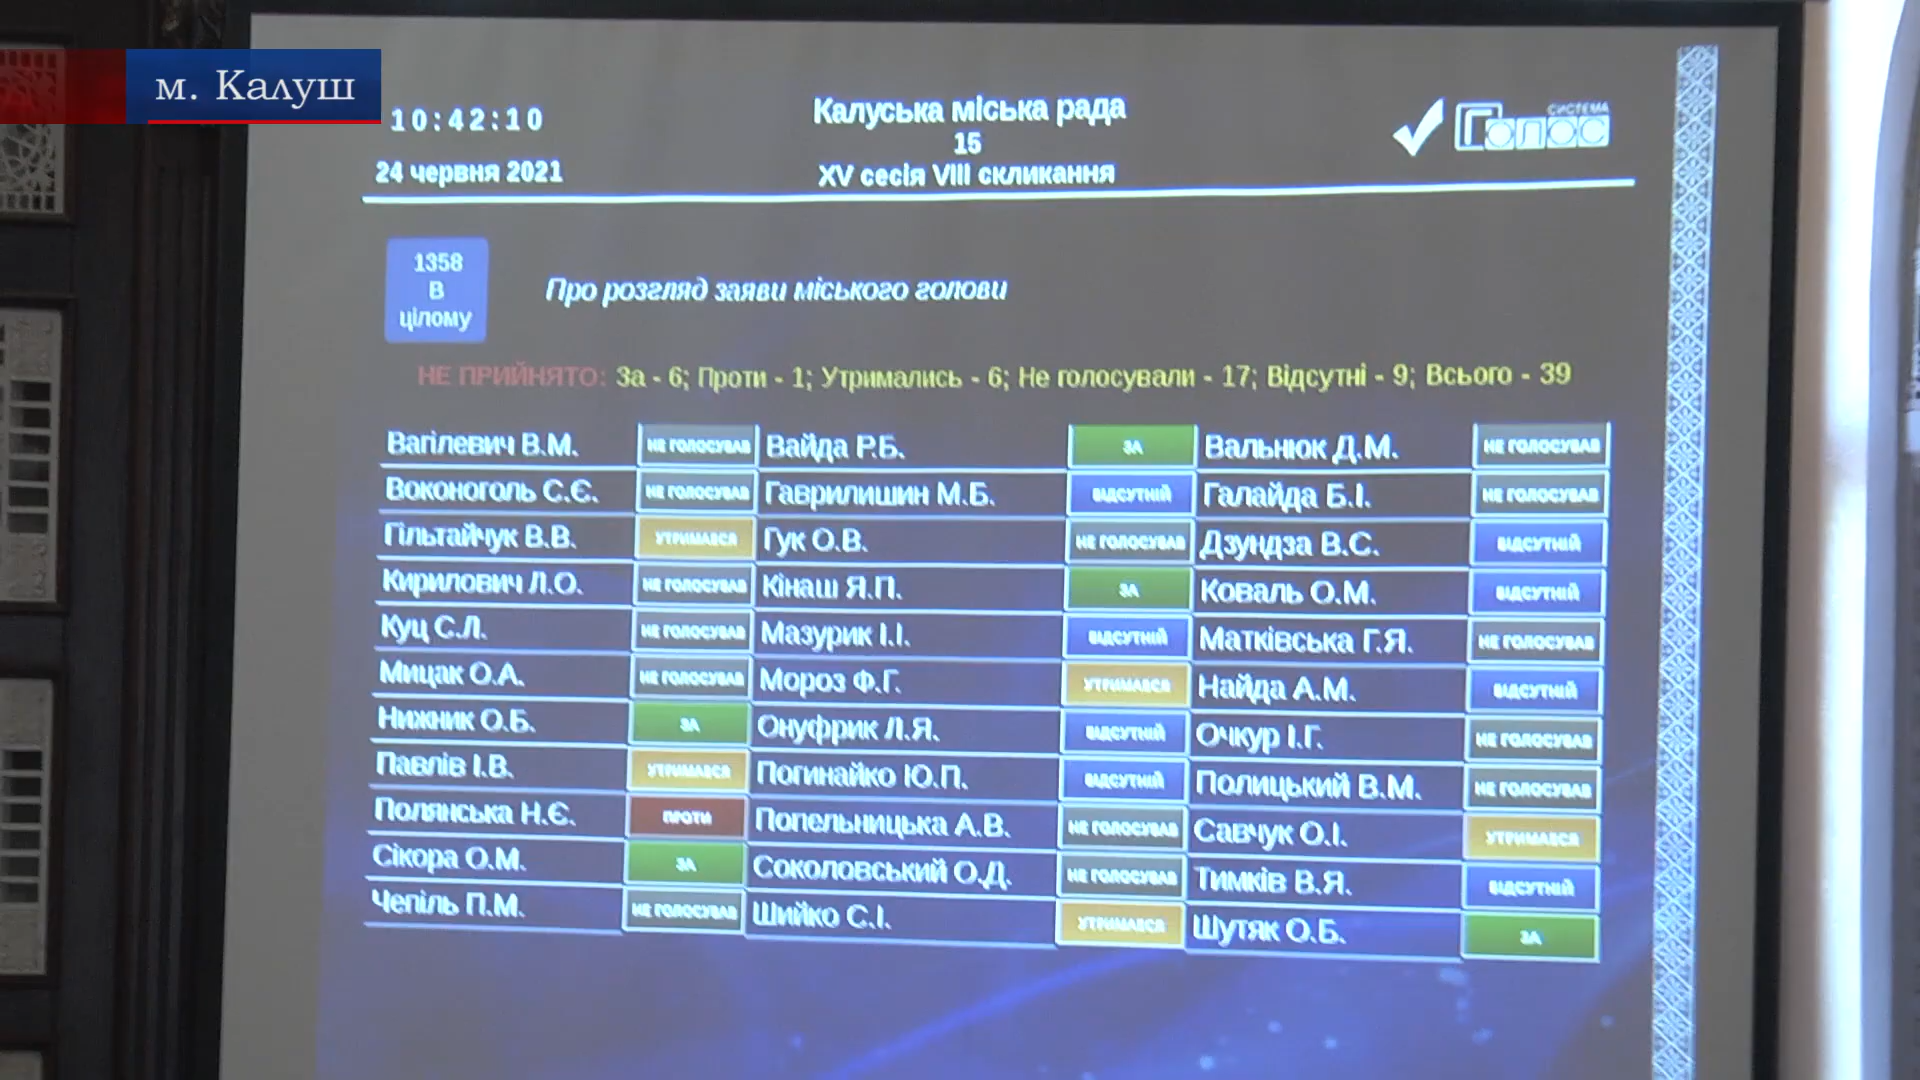 м. Калуш
10:42:10
24 червня 2021
Калуська міська рада
15
XV сесія VIII скликання
СИСТЕМА
Голос
1358
В
цілому
Про розгляд заяви міського голови
НЕ ПРИЙНЯТО: За - 6; Проти - 1; Утримались - 6; Не голосували - 17; Відсутні - 9; Всього - 39
Вагілевич В.М. НЕ ГОЛОСУВАВ Вайда Р.Б. ЗА Вальнюк Д.М. НЕ ГОЛОСУВАВ
Воконоголь С.Є. НЕ ГОЛОСУВАВ Гаврилишин М.Б. ВІДСУТНІЙ Галайда Б.І. НЕ ГОЛОСУВАВ
Гільтайчук В.В. УТРИМАВСЯ Гук О.В. НЕ ГОЛОСУВАВ Дзундза В.С. ВІДСУТНІЙ
Кирилович Л.О. НЕ ГОЛОСУВАВ Кінаш Я.П. ЗА Коваль О.М. ВІДСУТНІЙ
Куц С.Л. НЕ ГОЛОСУВАВ Мазурик І.І. ВІДСУТНІЙ Матківська Г.Я. НЕ ГОЛОСУВАВ
Мицак О.А. НЕ ГОЛОСУВАВ Мороз Ф.Г. УТРИМАВСЯ Найда А.М. ВІДСУТНІЙ
Нижник О.Б. ЗА Онуфрик Л.Я. ВІДСУТНІЙ Очкур І.Г. НЕ ГОЛОСУВАВ
Павлів І.В. УТРИМАВСЯ Погинайко Ю.П. ВІДСУТНІЙ Полицький В.М. НЕ ГОЛОСУВАВ
Полянська Н.Є. ПРОТИ Попельницька А.В. НЕ ГОЛОСУВАВ Савчук О.І. УТРИМАВСЯ
Сікора О.М. ЗА Соколовський О.Д. НЕ ГОЛОСУВАВ Тимків В.Я. ВІДСУТНІЙ
Чепіль П.М. НЕ ГОЛОСУВАВ Шийко С.І. УТРИМАВСЯ Шутяк О.Б. ЗА